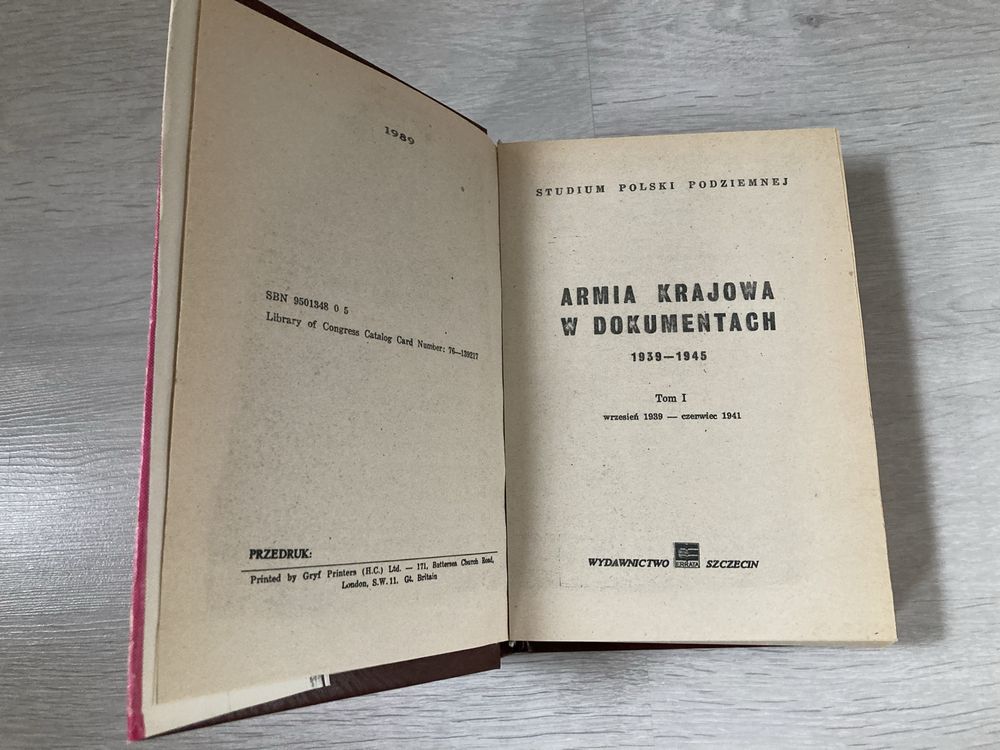 1989
SBN 9501348 0 5
Library of Congress Catalog Card Number: 76—139217
PRZEDRUK:
Printed by Gryf Printers (H.C.) Ltd. — 171, Battersea Church Road,
London, S.W.11. Gt. Britain
STUDIUM POLSKI PODZIEMNEJ
ARMIA KRAJOWA
W DOKUMENTACH
1939—1945
Tom I
wrzesień 1939 — czerwiec 1941
WYDAWNICTWO ERRATA SZCZECIN